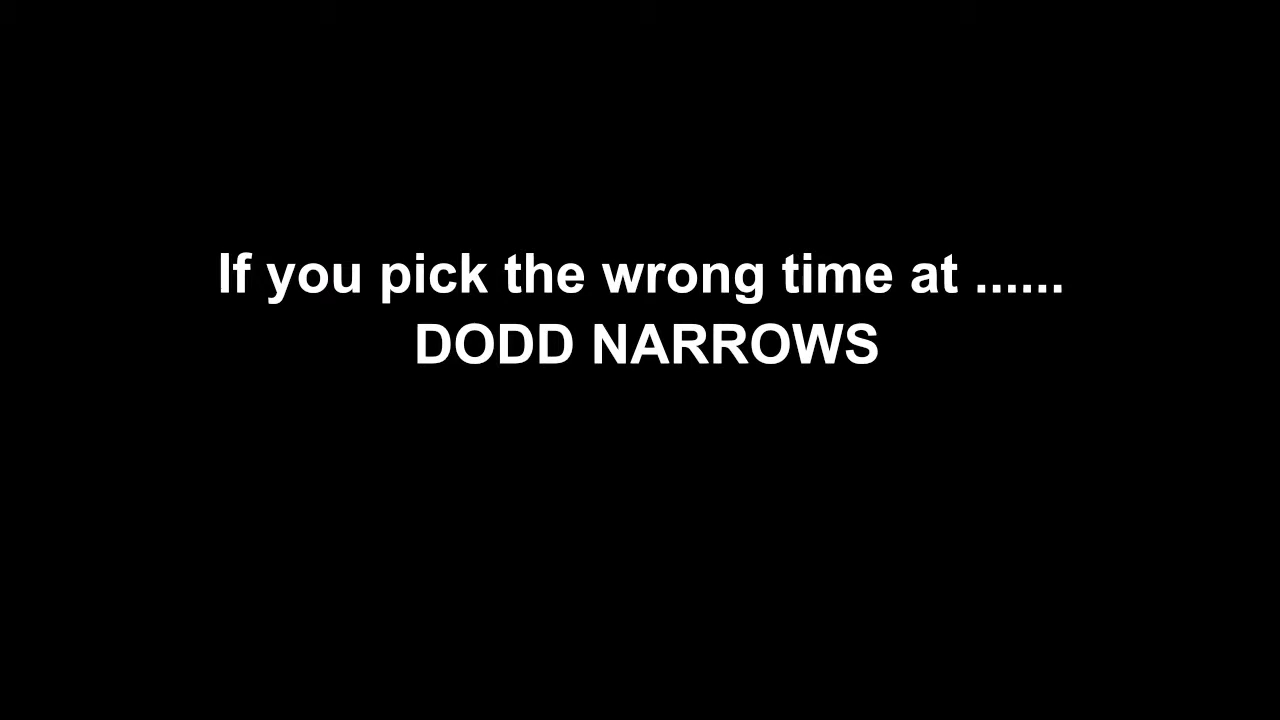 If you pick the wrong time at ......
DODD NARROWS